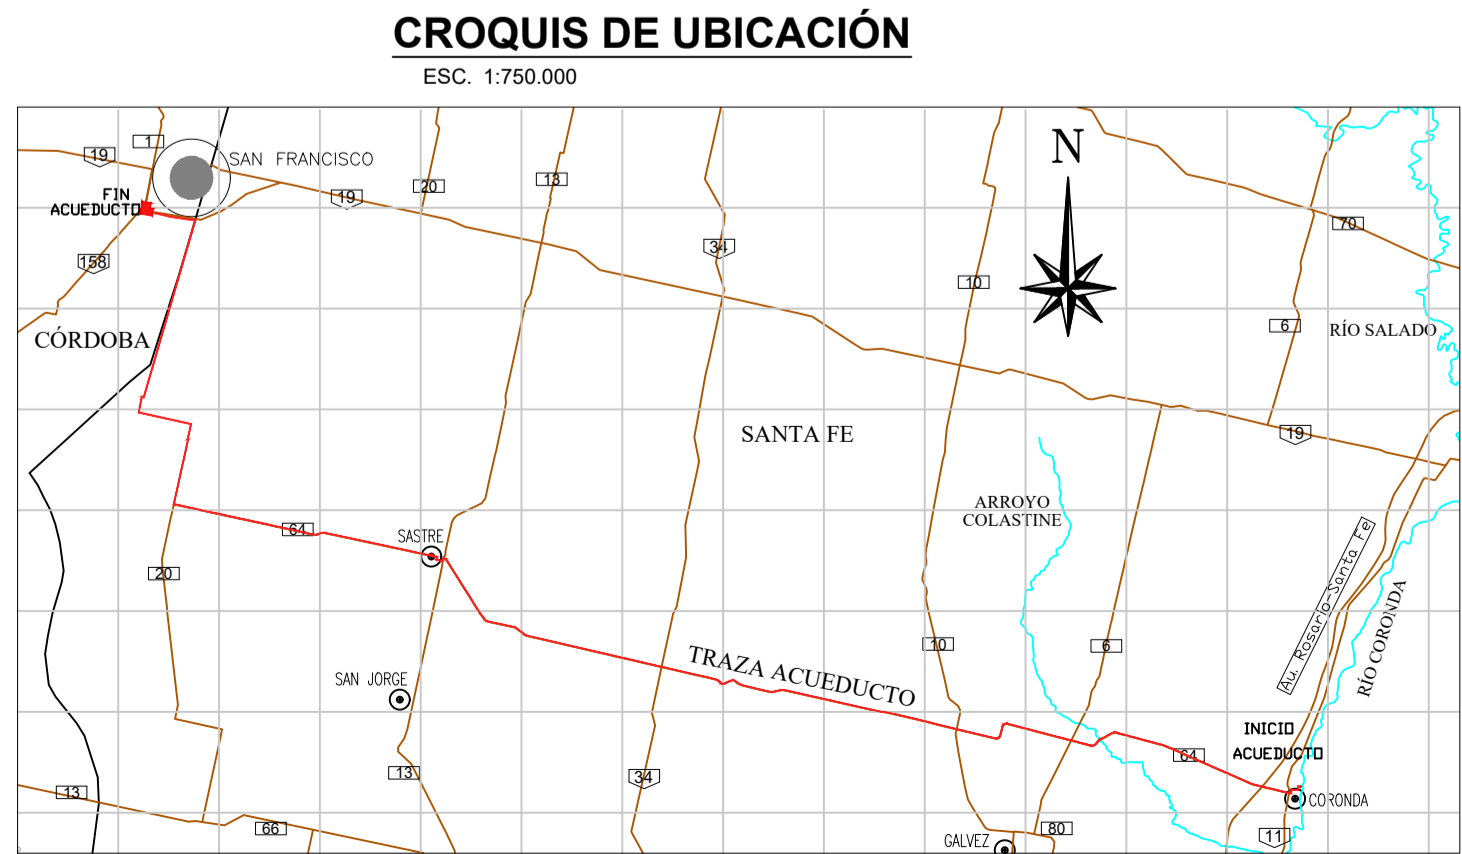 CROQUIS DE UBICACIÓN
ESC. 1:750.000
1
19
SAN FRANCISCO
N
FIN
ACUEDUCTO
19
20
13
34
70
158
10
6
RÍO SALADO
CÓRDOBA
SANTA FE
19
ARROYO
COLASTINE
64
SASTRE
Au. Rosario-Santa Fe
20
RÍO CORONDA
10
6
TRAZA ACUEDUCTO
SAN JORGE
INICIO
ACUEDUCTO
64
13
34
13
CORONDA
66
80
11
GALVEZ